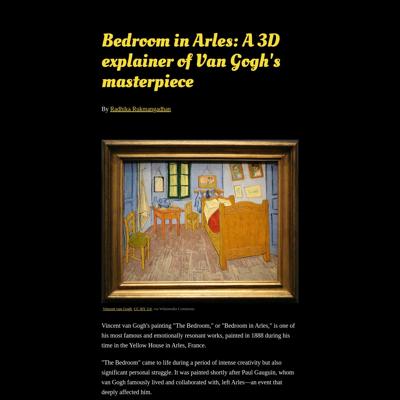 Bedroom in Arles: A 3D
explainer of Van Gogh's
masterpiece
By Radhika Rukmangadhan
Vincent van Gogh, CC BY 2.0, via Wikimedia Commons
Vincent van Gogh's painting "The Bedroom," or "Bedroom in Arles," is one of
his most famous and emotionally resonant works, painted in 1888 during his
time in the Yellow House in Arles, France.
"The Bedroom" came to life during a period of intense creativity but also
significant personal struggle. It was painted shortly after Paul Gauguin, whom
van Gogh famously lived and collaborated with, left Arles—an event that
deeply affected him.